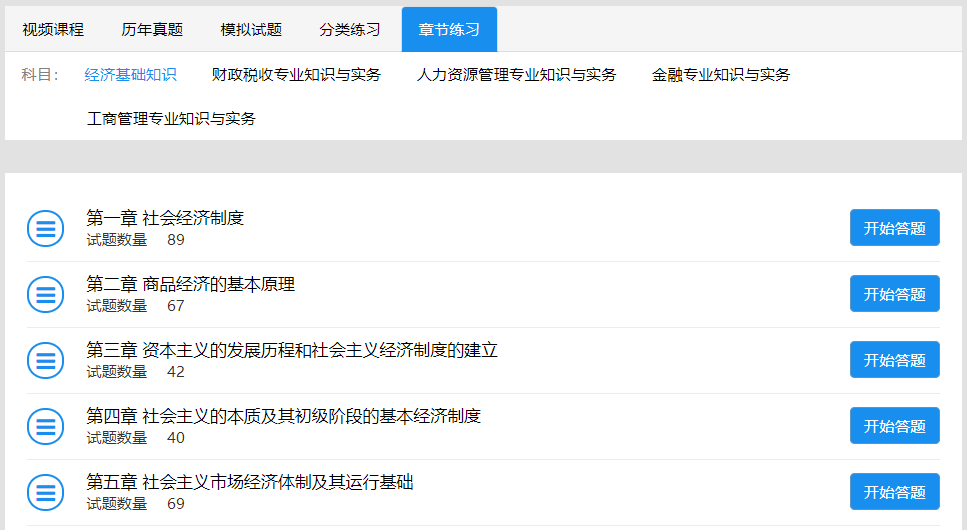 视频课程 历年真题 模拟试题 分类练习 章节练习
科目： 经济基础知识 财政税收专业知识与实务 人力资源管理专业知识与实务 金融专业知识与实务
工商管理专业知识与实务
第一章 社会经济制度
试题数量 89
开始答题
第二章 商品经济的基本原理
试题数量 67
开始答题
第三章 资本主义的发展历程和社会主义经济制度的建立
试题数量 42
开始答题
第四章 社会主义的本质及其初级阶段的基本经济制度
试题数量 40
开始答题
第五章 社会主义市场经济体制及其运行基础
试题数量 69
开始答题